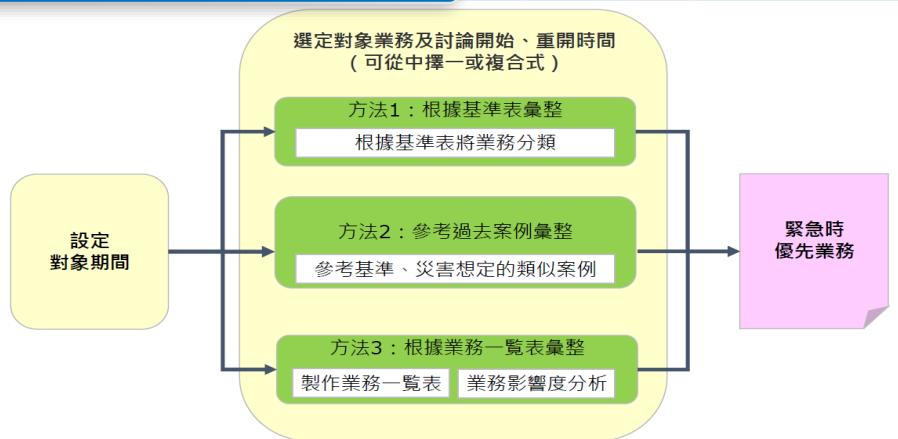 選定對象業務及討論開始、重開時間
(可從中擇一或複合式)
方法1:根據基準表彙整
根據基準表將業務分類
設定
對象期間
方法2:參考過去案例彙整
參考基準、災害想定的類似案例
緊急時
優先業務
方法3:根據業務一覧表彙整
製作業務一覧表
業務影響度分析